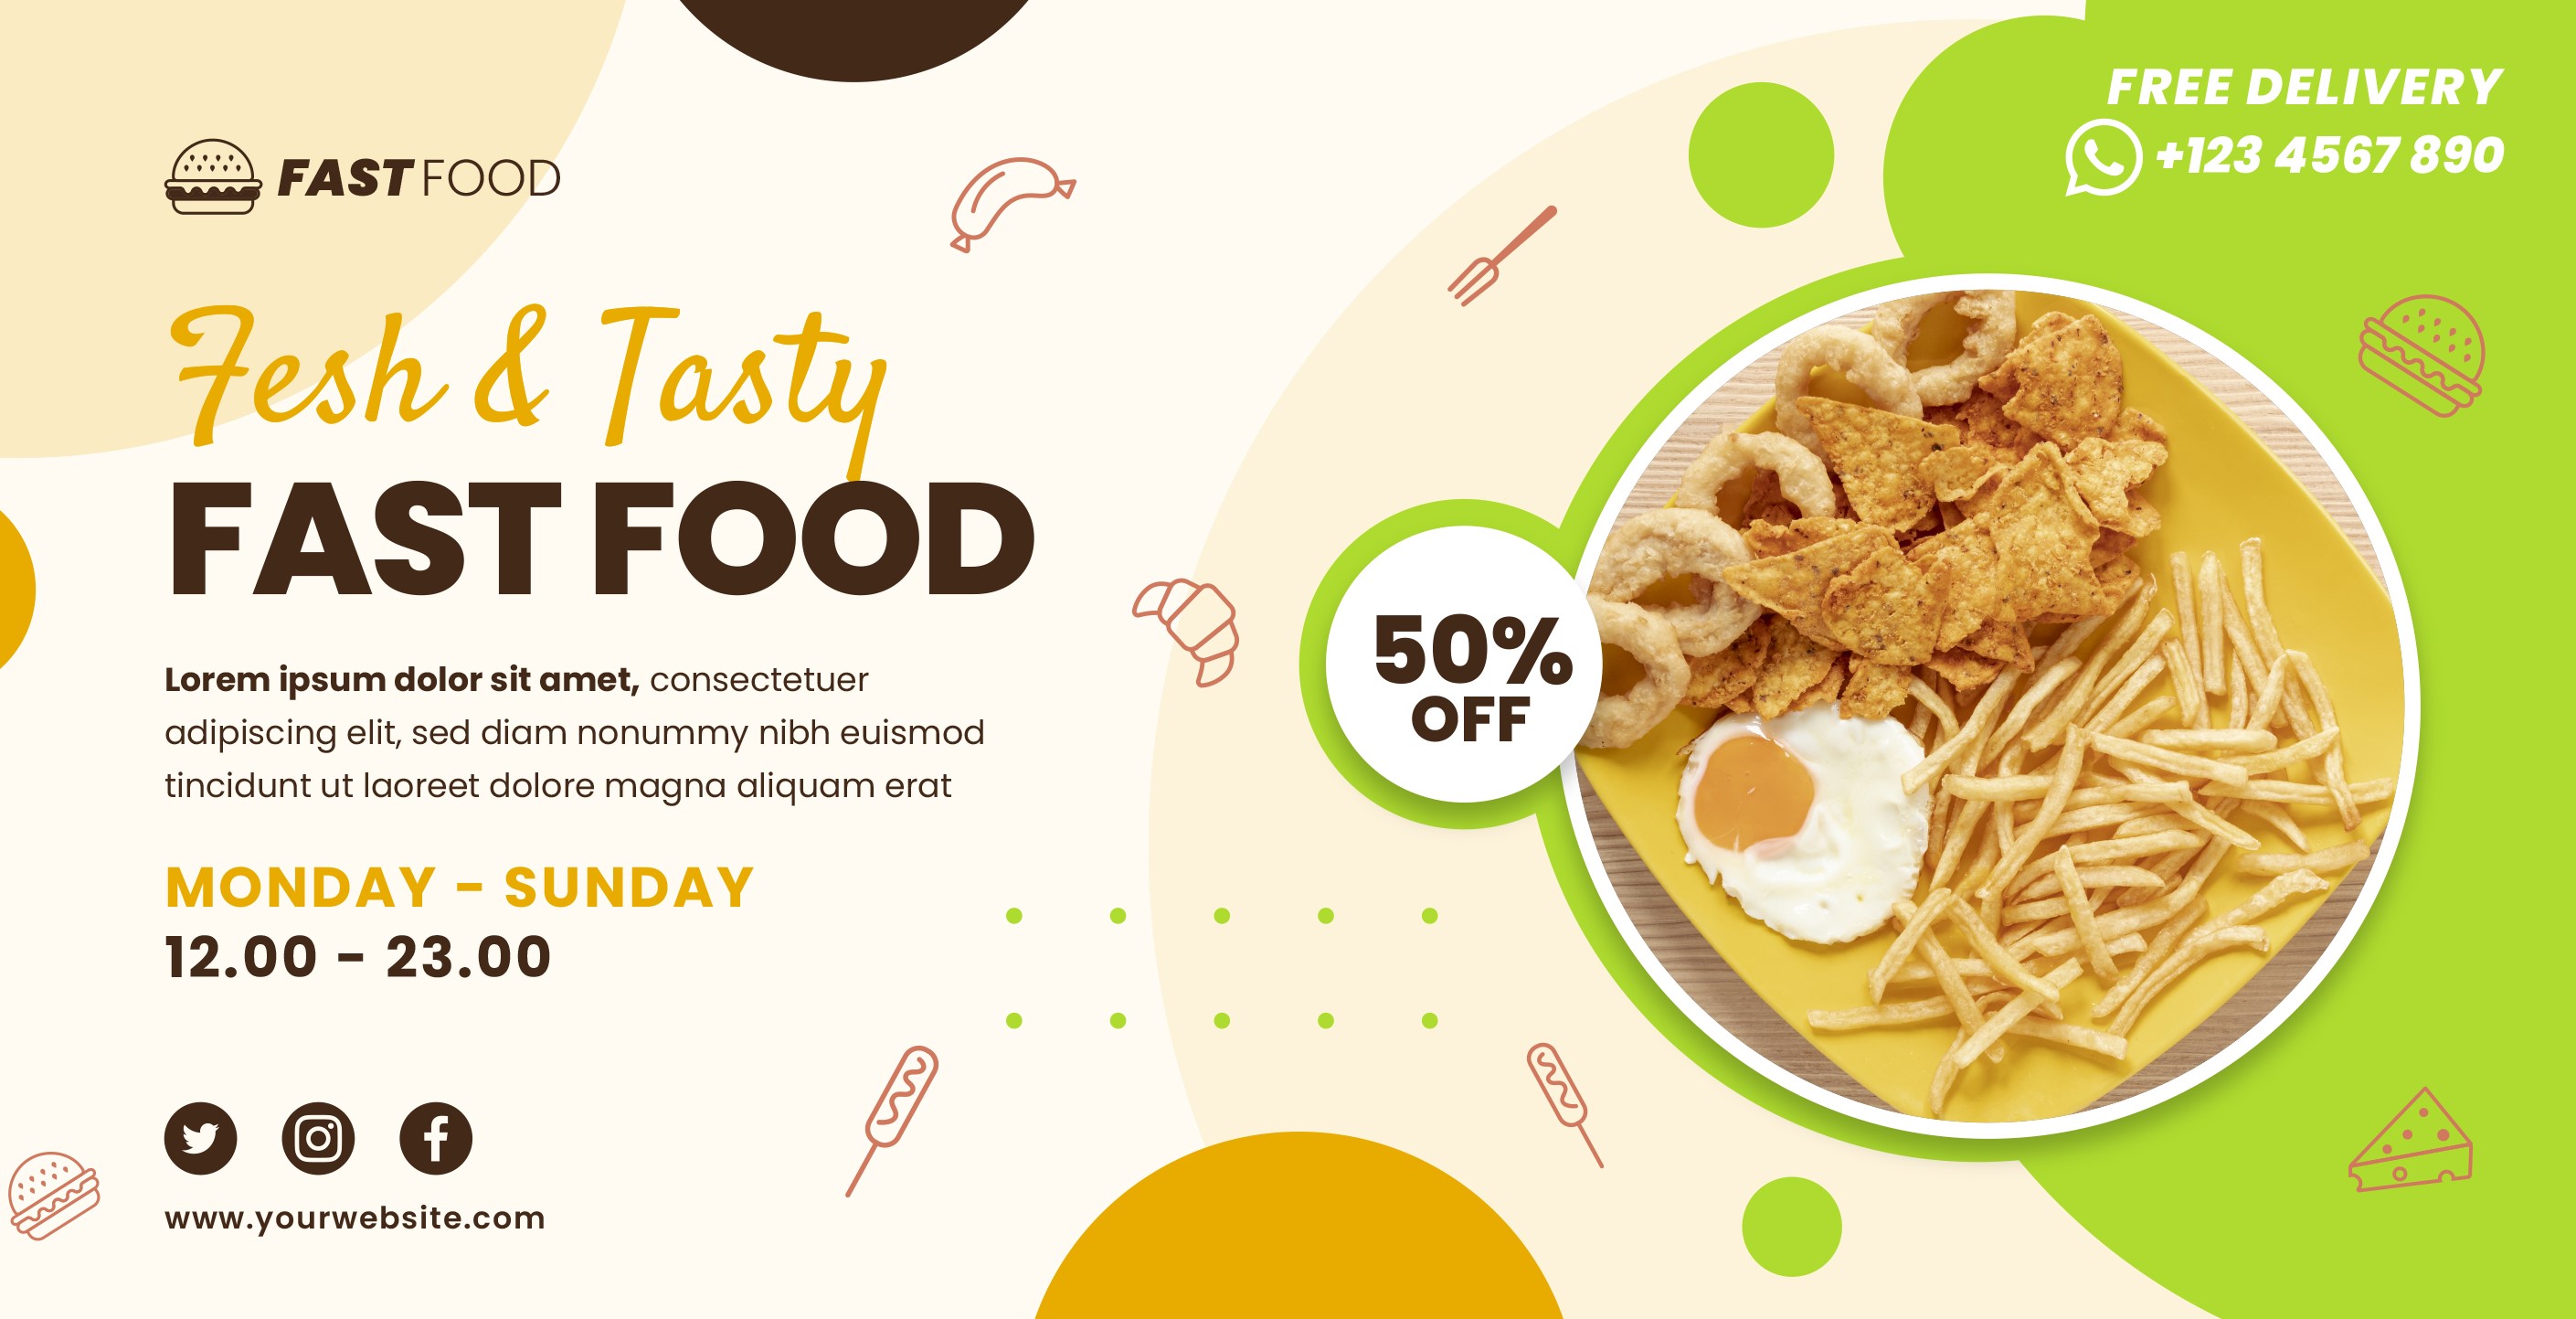 FAST FOOD
FREE DELIVERY
+123 4567 890
Fesh & Tasty
FAST FOOD
Lorem ipsum dolor sit amet, consectetuer
adipiscing elit, sed diam nonummy nibh euismod
tincidunt ut laoreet dolore magna aliquam erat
50%
OFF
MONDAY - SUNDAY
12.00 - 23.00
www.yourwebsite.com